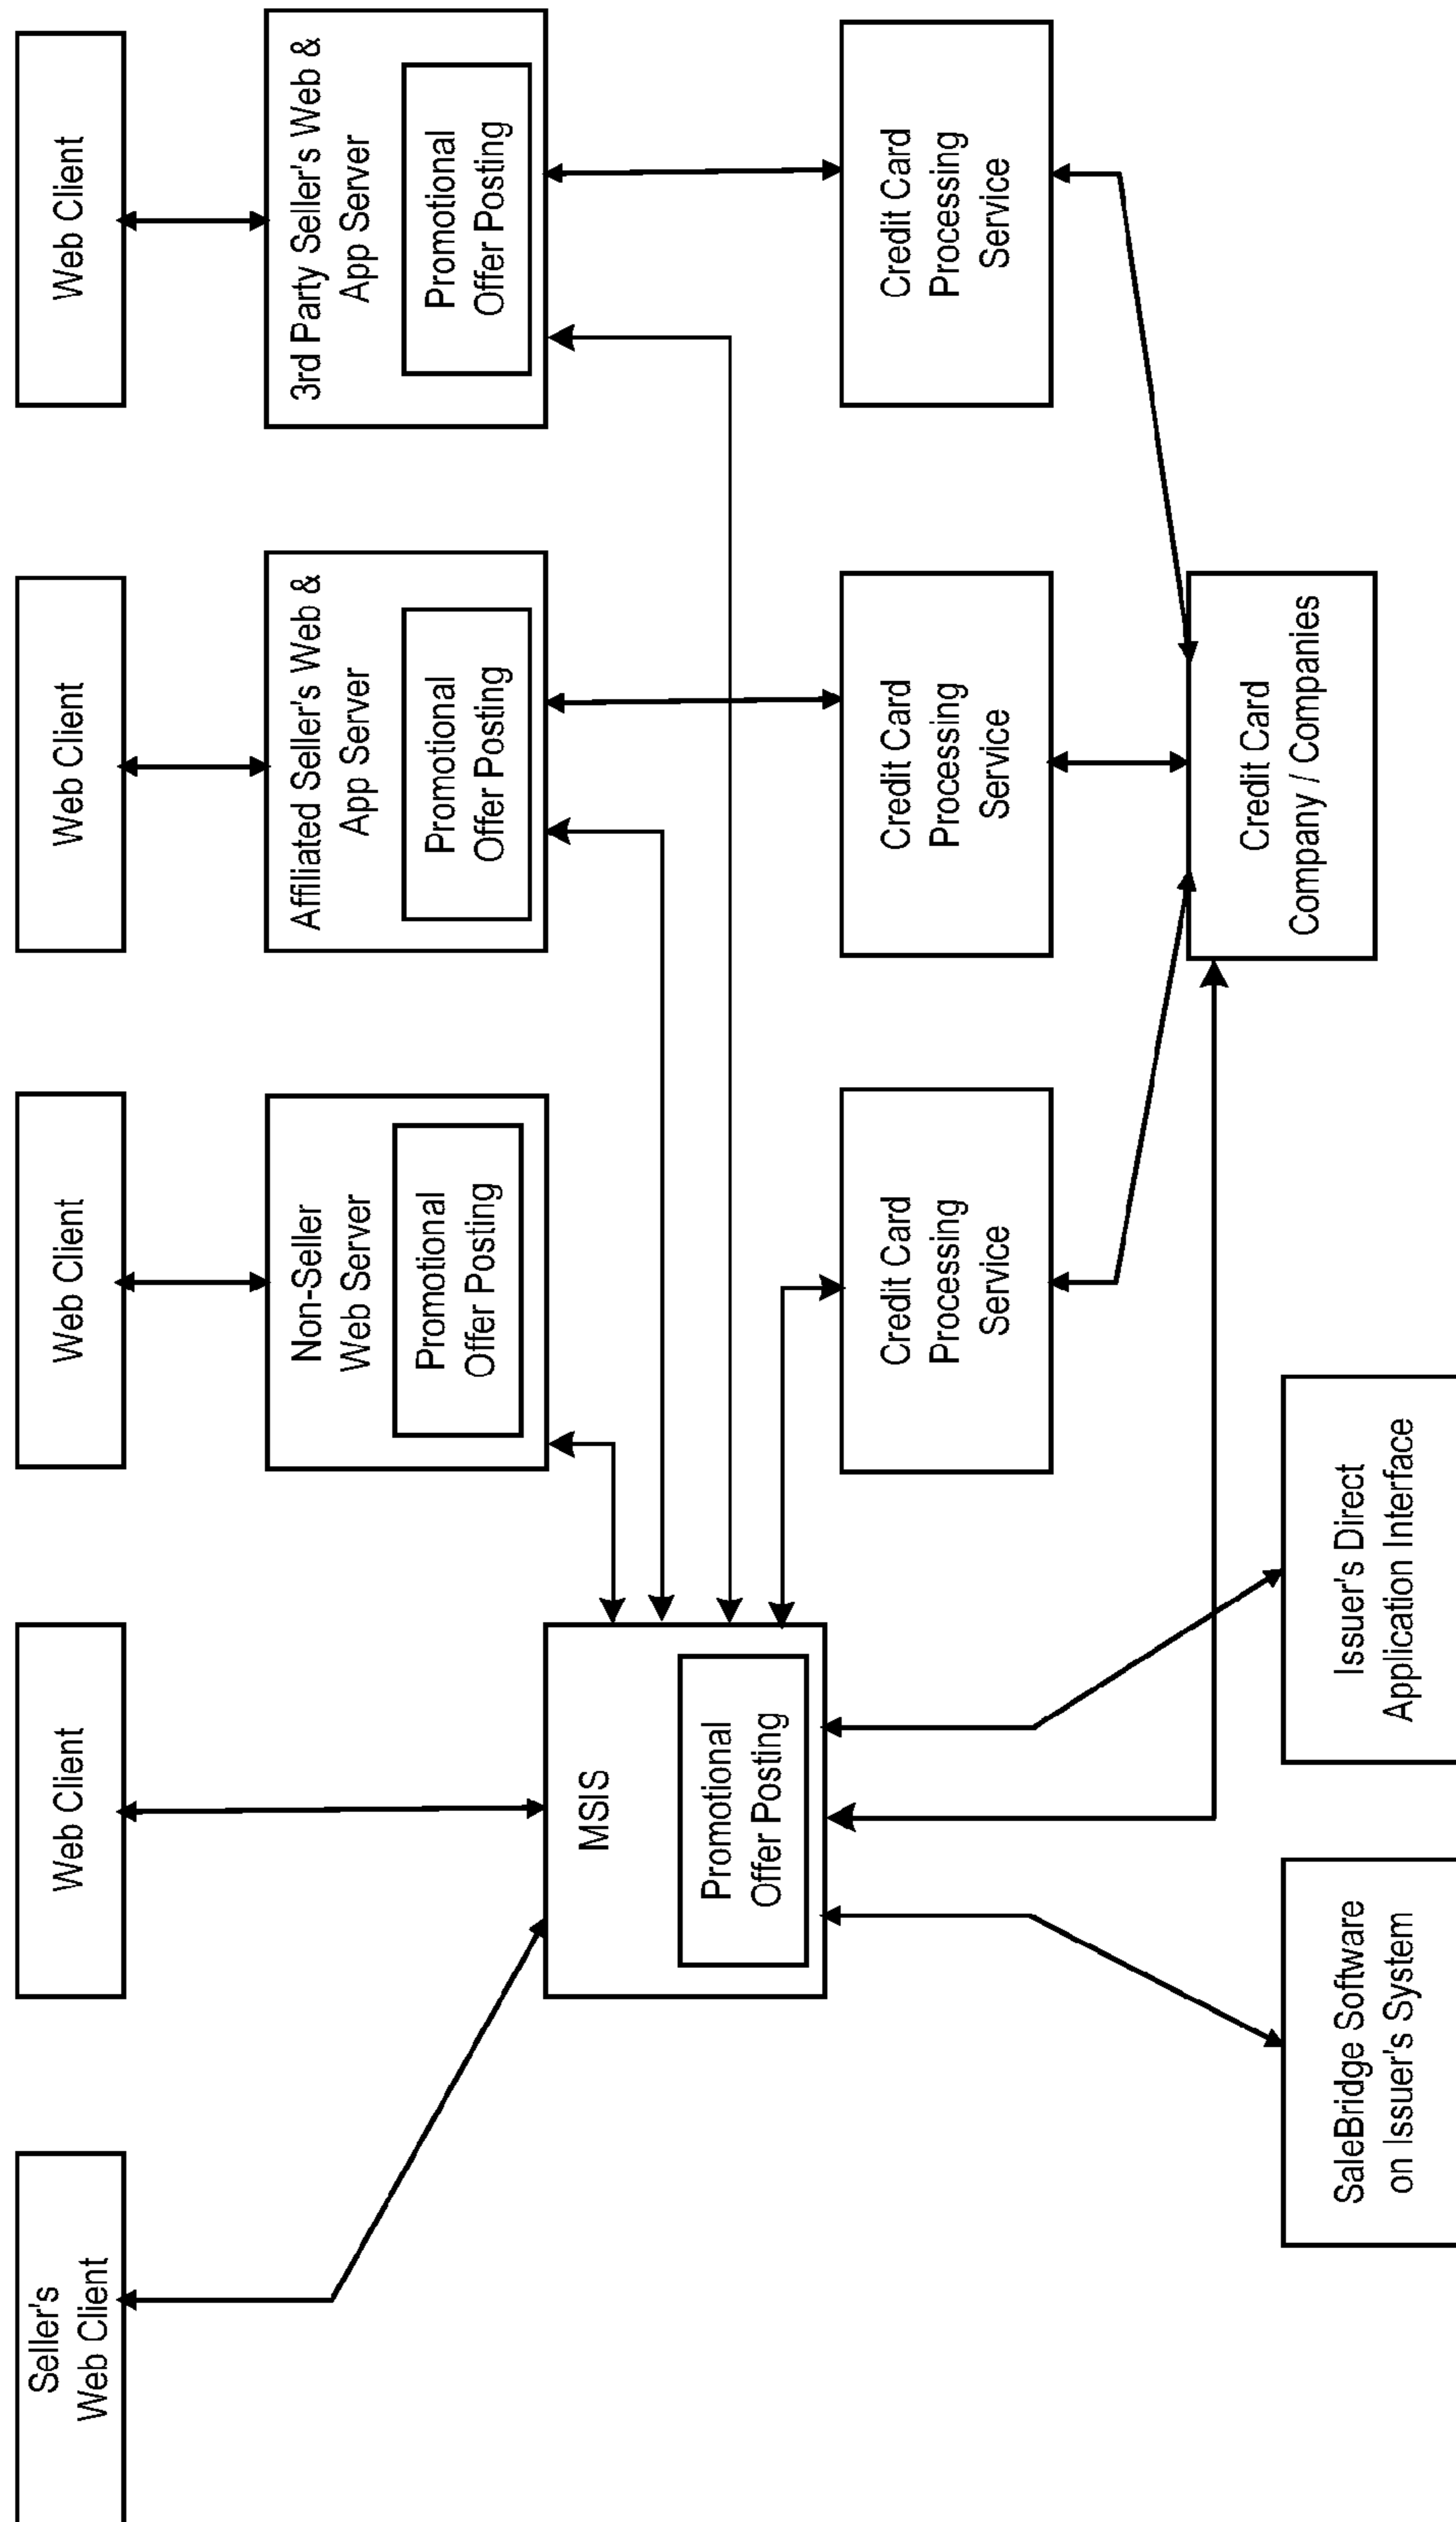 Seller's
Web Client
Web Client
Web Client
Web Client
Web Client
Non-Seller
Web Server
Promotional
Offer Posting
Affiliated Seller's Web &
App Server
Promotional
Offer Posting
3rd Party Seller's Web &
App Server
Promotional
Offer Posting
MSIS
Promotional
Offer Posting
Credit Card
Processing
Service
Credit Card
Processing
Service
Credit Card
Processing
Service
Credit Card
Company / Companies
SaleBridge Software
on Issuer's System
Issuer's Direct
Application Interface